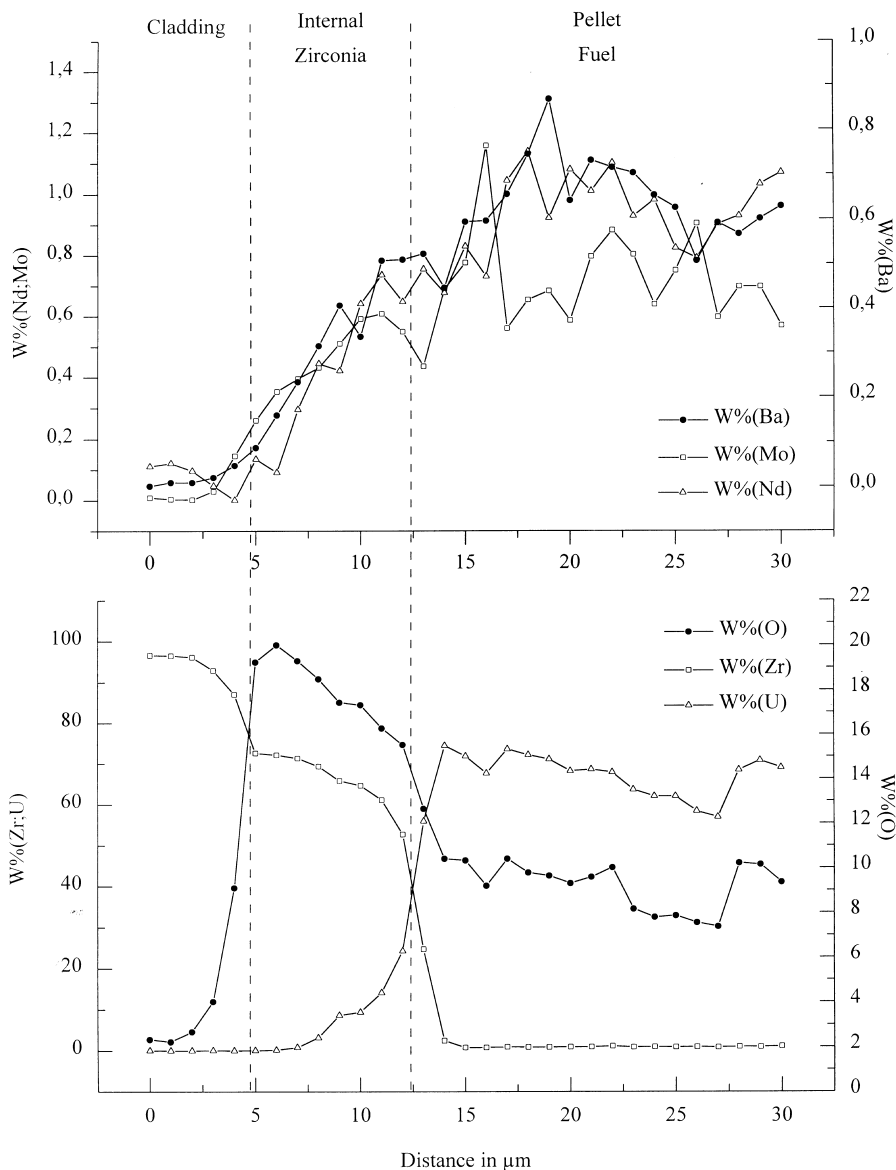 Cladding
Internal
Zirconia
Pellet
Fuel
W%(Nd;Mo)
1,4
1,2
1,0
0,8
0,6
0,4
0,2
0,0
W%(Ba)
1,0
0,8
0,6
0,4
0,2
0,0
W%(Ba)
W%(Mo)
W%(Nd)
0 5 10 15 20 25 30
W%(Zr;U)
100
80
60
40
20
0
W%(O)
22
20
18
16
14
12
10
8
6
4
2
0
W%(O)
W%(Zr)
W%(U)
0 5 10 15 20 25 30
Distance in µm